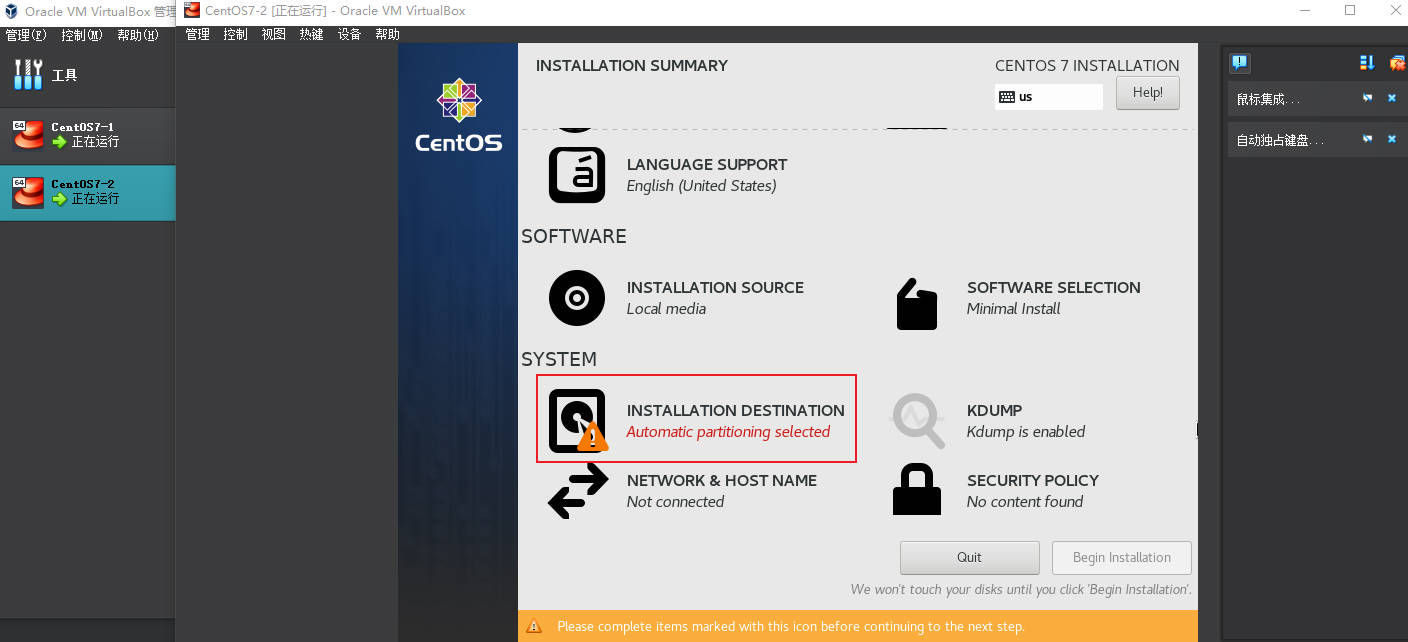 Oracle VM VirtualBox 管理
CentOS7-2 [正在运行] - Oracle VM VirtualBox
管理(F) 控制(M) 帮助(H)
管理 控制 视图 热键 设备 帮助
工具
64
CentOS7-1
正在运行
64
CentOS7-2
正在运行
CentOS
INSTALLATION SUMMARY
CENTOS 7 INSTALLATION
us
Help!
LANGUAGE SUPPORT
English (United States)
SOFTWARE
INSTALLATION SOURCE
Local media
SOFTWARE SELECTION
Minimal Install
SYSTEM
INSTALLATION DESTINATION
Automatic partitioning selected
KDUMP
Kdump is enabled
NETWORK & HOST NAME
Not connected
SECURITY POLICY
No content found
Quit
Begin Installation
We won't touch your disks until you click 'Begin Installation'.
Please complete items marked with this icon before continuing to the next step.
鼠标集成...
自动独占键盘...